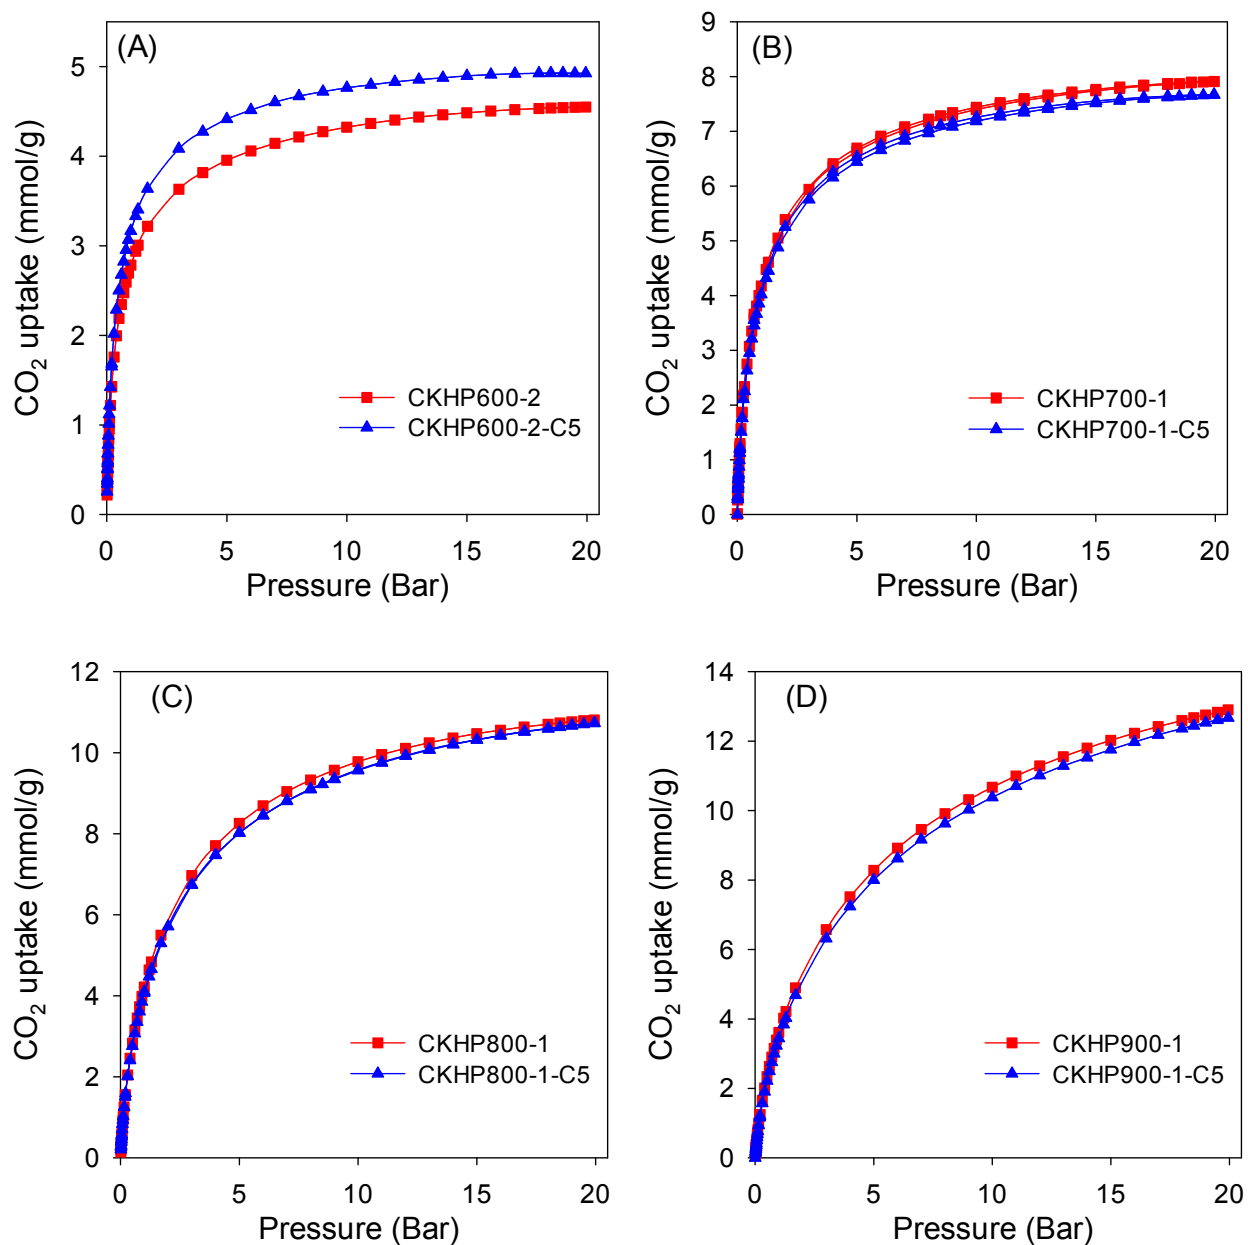 (A)
CO2 uptake (mmol/g)
5
4
3
2
1
0
CKHP600-2
CKHP600-2-C5
0 5 10 15 20
Pressure (Bar)
(B)
CO2 uptake (mmol/g)
9
8
7
6
5
4
3
2
1
0
CKHP700-1
CKHP700-1-C5
0 5 10 15 20
Pressure (Bar)
(C)
CO2 uptake (mmol/g)
12
10
8
6
4
2
0
CKHP800-1
CKHP800-1-C5
0 5 10 15 20
Pressure (Bar)
(D)
CO2 uptake (mmol/g)
14
12
10
8
6
4
2
0
CKHP900-1
CKHP900-1-C5
0 5 10 15 20
Pressure (Bar)